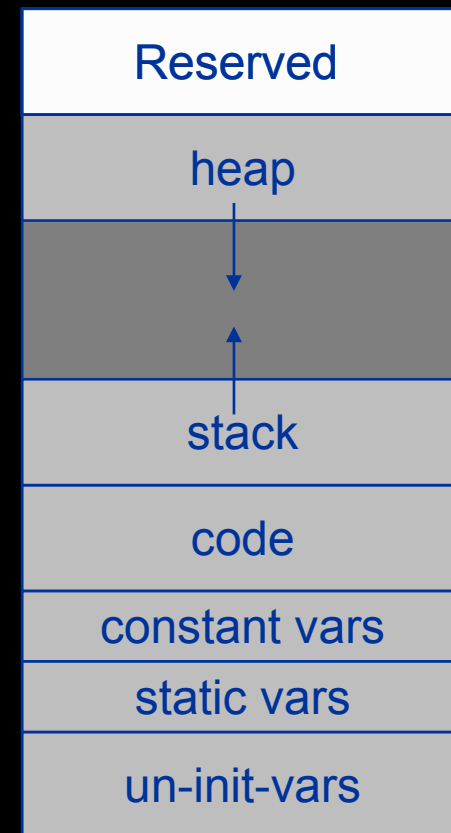 Reserved
heap
stack
code
constant vars
static vars
un-init-vars